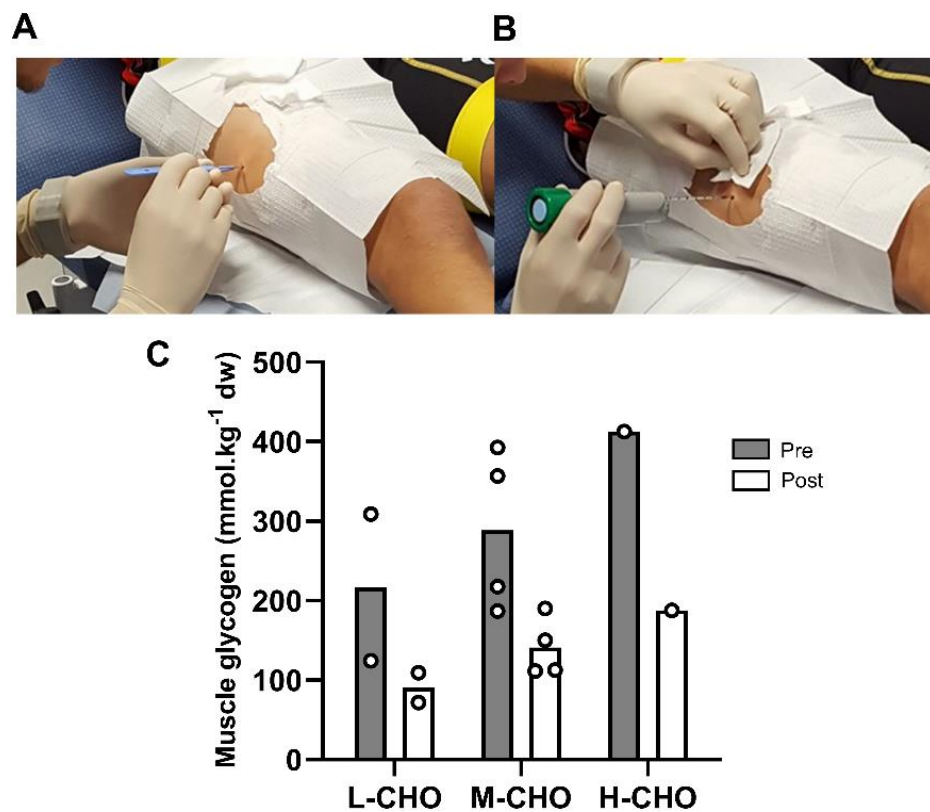 A
B
C
Muscle glycogen (mmol.kg⁻¹ dw)
500
400
300
200
100
0
Pre
Post
L-CHO M-CHO H-CHO